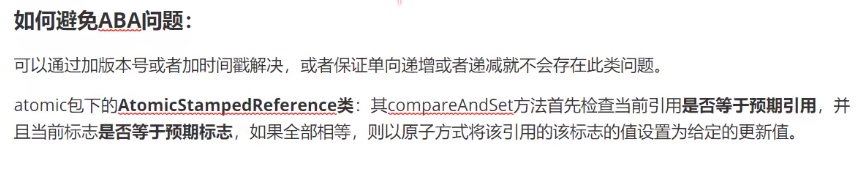 如何避免ABA问题：
可以通过加版本号或者加时间戳解决，或者保证单向递增或者递减就不会存在此类问题。
atomic包下的AtomicStampedReference类：其compareAndSet方法首先检查当前引用是否等于预期引用，并
且当前标志是否等于预期标志，如果全部相等，则以原子方式将该引用的该标志的值设置为给定的更新值。